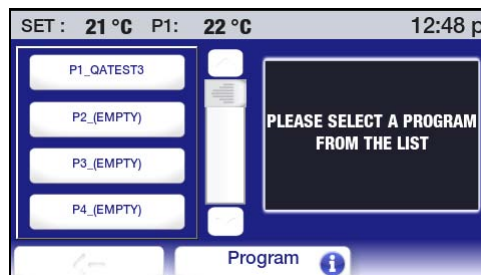 SET : 21 °C P1: 22 °C 12:48 p
P1_QATEST3
P2_(EMPTY)
P3_(EMPTY)
P4_(EMPTY)
PLEASE SELECT A PROGRAM
FROM THE LIST
Program i